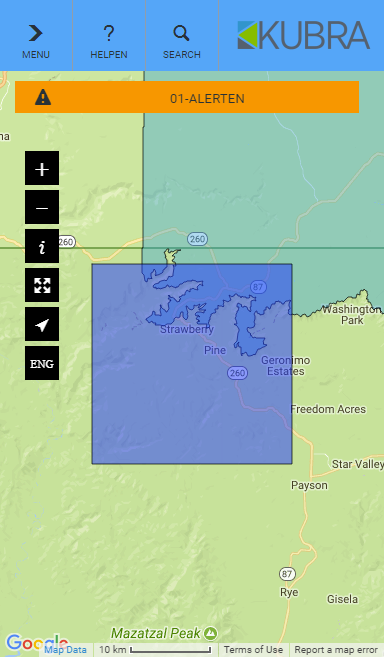 MENU
HELPEN
SEARCH
KUBRA
01-ALERTEN
na
260
260
i
87
Washington
Park
Strawberry
Pine
Geronimo
Estates
260
ENG
Freedom Acres
Star Valley
Payson
87
Rye
Gisela
Mazatzal Peak
Google
Map Data
10 km
Terms of Use
Report a map error